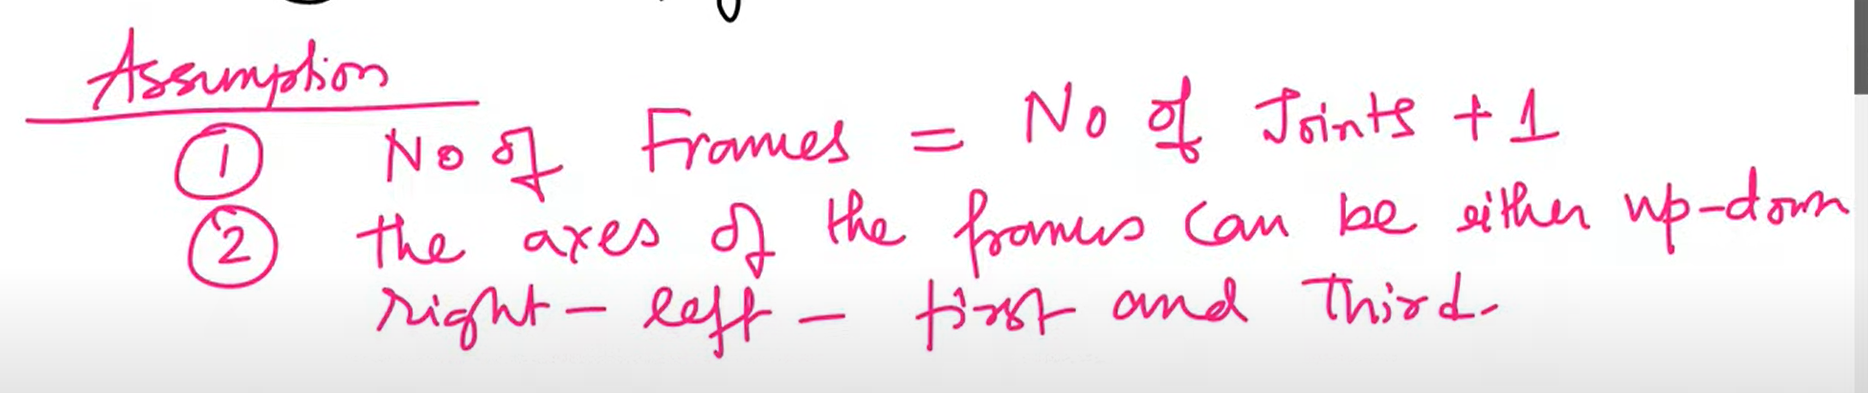 Assumption
① No of Frames = No of Joints + 1
② the axes of the frames can be either up-down
right - left - first and third.